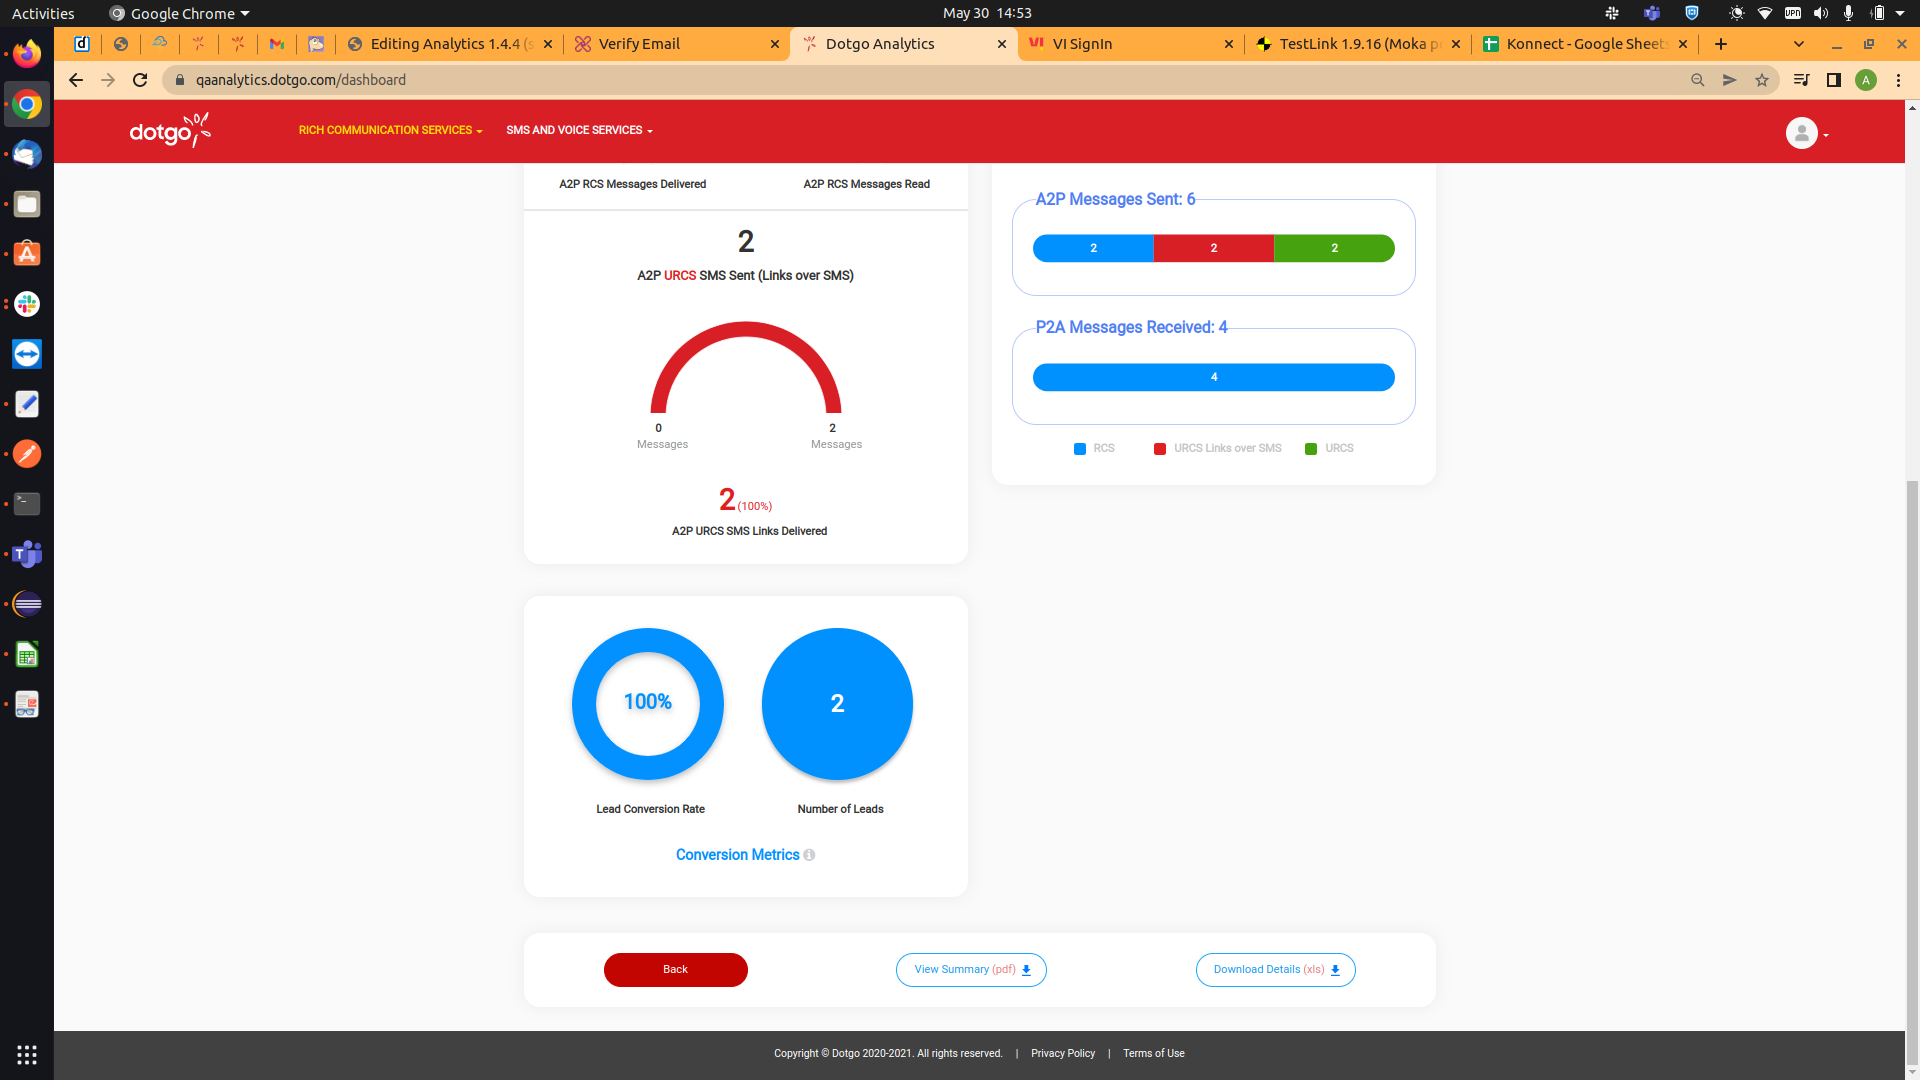 Activities
Google Chrome
May 30 14:53
VPN
Editing Analytics 1.4.4 (s
Verify Email
Dotgo Analytics
VI SignIn
TestLink 1.9.16 (Moka p
Konnect - Google Sheets
qaanalytics.dotgo.com/dashboard
A
dotgo
RICH COMMUNICATION SERVICES
SMS AND VOICE SERVICES
A2P RCS Messages Delivered
A2P RCS Messages Read
2
A2P URCS SMS Sent (Links over SMS)
0
Messages
2
Messages
2 (100%)
A2P URCS SMS Links Delivered
A2P Messages Sent: 6
2 2 2
P2A Messages Received: 4
4
RCS
URCS Links over SMS
URCS
100%
2
Lead Conversion Rate
Number of Leads
Conversion Metrics
Back
View Summary (pdf)
Download Details (xls)
Copyright © Dotgo 2020-2021. All rights reserved. | Privacy Policy | Terms of Use